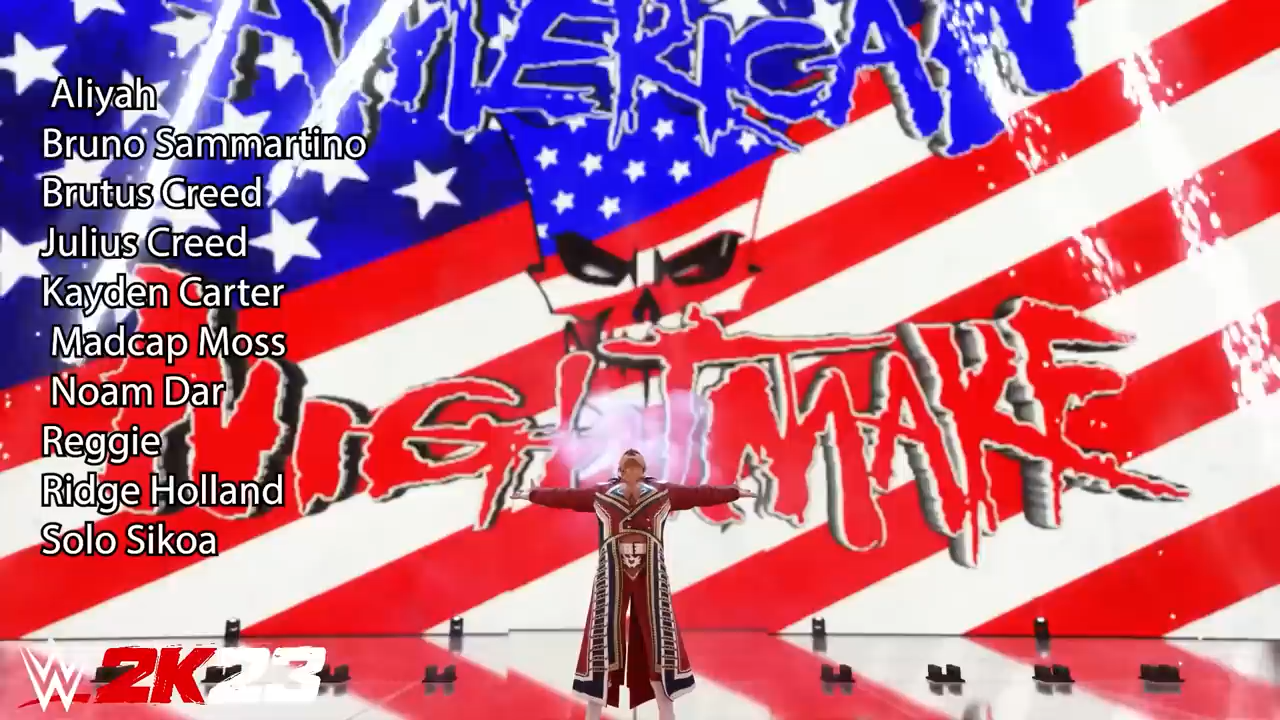 AMERICAN
Aliyah
Bruno Sammartino
Brutus Creed
Julius Creed
Kayden Carter
Madcap Moss
Noam Dar
Reggie
Ridge Holland
Solo Sikoa
NIGHTMARE
W 2K23